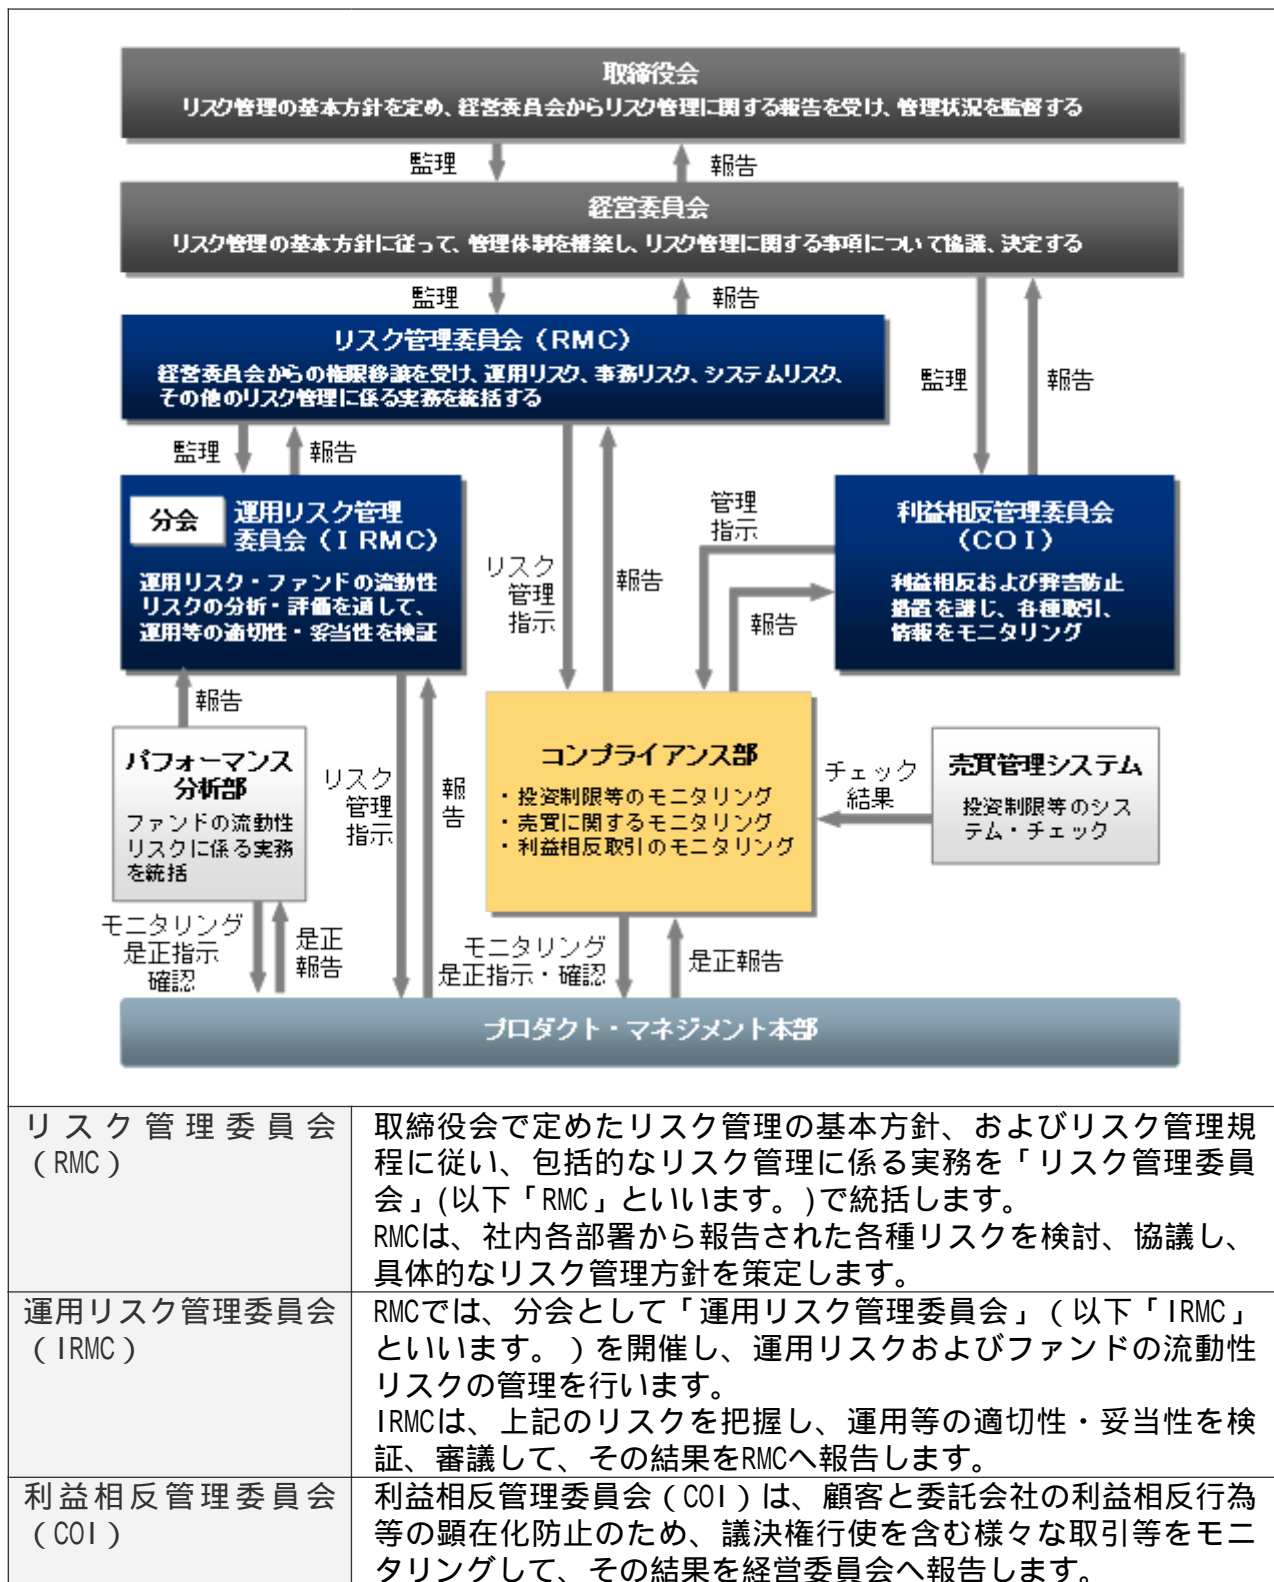 取締役会
リスク管理の基本方針を定め、経営委員会からリスク管理に関する報告を受け、管理状況を監督する
監理
報告
経営委員会
リスク管理の基本方針に従って、管理体制を構築し、リスク管理に関する事項について協議、決定する
監理
報告
リスク管理委員会（RMC）
経営委員会からの権限移譲を受け、運用リスク、事務リスク、システムリスク、
その他のリスク管理に係る実務を統括する
監理
報告
監理
報告
分会
運用リスク管理
委員会（IRMC）
運用リスク・ファンドの流動性
リスクの分析・評価を通して、
運用等の適切性・妥当性を検証
リスク
管理
指示
報告
管理
指示
報告
利益相反管理委員会
（COI）
利益相反および弊害防止
措置を講じ、各種取引、
情報をモニタリング
報告
パフォーマンス
分析部
ファンドの流動性
リスクに係る実務
を統括
リスク
管理
指示
報
告
コンプライアンス部
・投資制限等のモニタリング
・売買に関するモニタリング
・利益相反取引のモニタリング
チェック
結果
売買管理システム
投資制限等のシス
テム・チェック
モニタリング
是正指示
確認
是正
報告
モニタリング
是正指示・確認
是正報告
プロダクト・マネジメント本部
リスク管理委員会
（RMC）
取締役会で定めたリスク管理の基本方針、およびリスク管理規
程に従い、包括的なリスク管理に係る実務を「リスク管理委員
会」(以下「RMC」といいます。)で統括します。
RMCは、社内各部署から報告された各種リスクを検討、協議し、
具体的なリスク管理方針を策定します。
運用リスク管理委員会
（IRMC）
RMCでは、分会として「運用リスク管理委員会」（以下「IRMC」
といいます。）を開催し、運用リスクおよびファンドの流動性
リスクの管理を行います。
IRMCは、上記のリスクを把握し、運用等の適切性・妥当性を検
証、審議して、その結果をRMCへ報告します。
利益相反管理委員会
（COI）
利益相反管理委員会（COI）は、顧客と委託会社の利益相反行為
等の顕在化防止のため、議決権行使を含む様々な取引等をモニ
タリングして、その結果を経営委員会へ報告します。